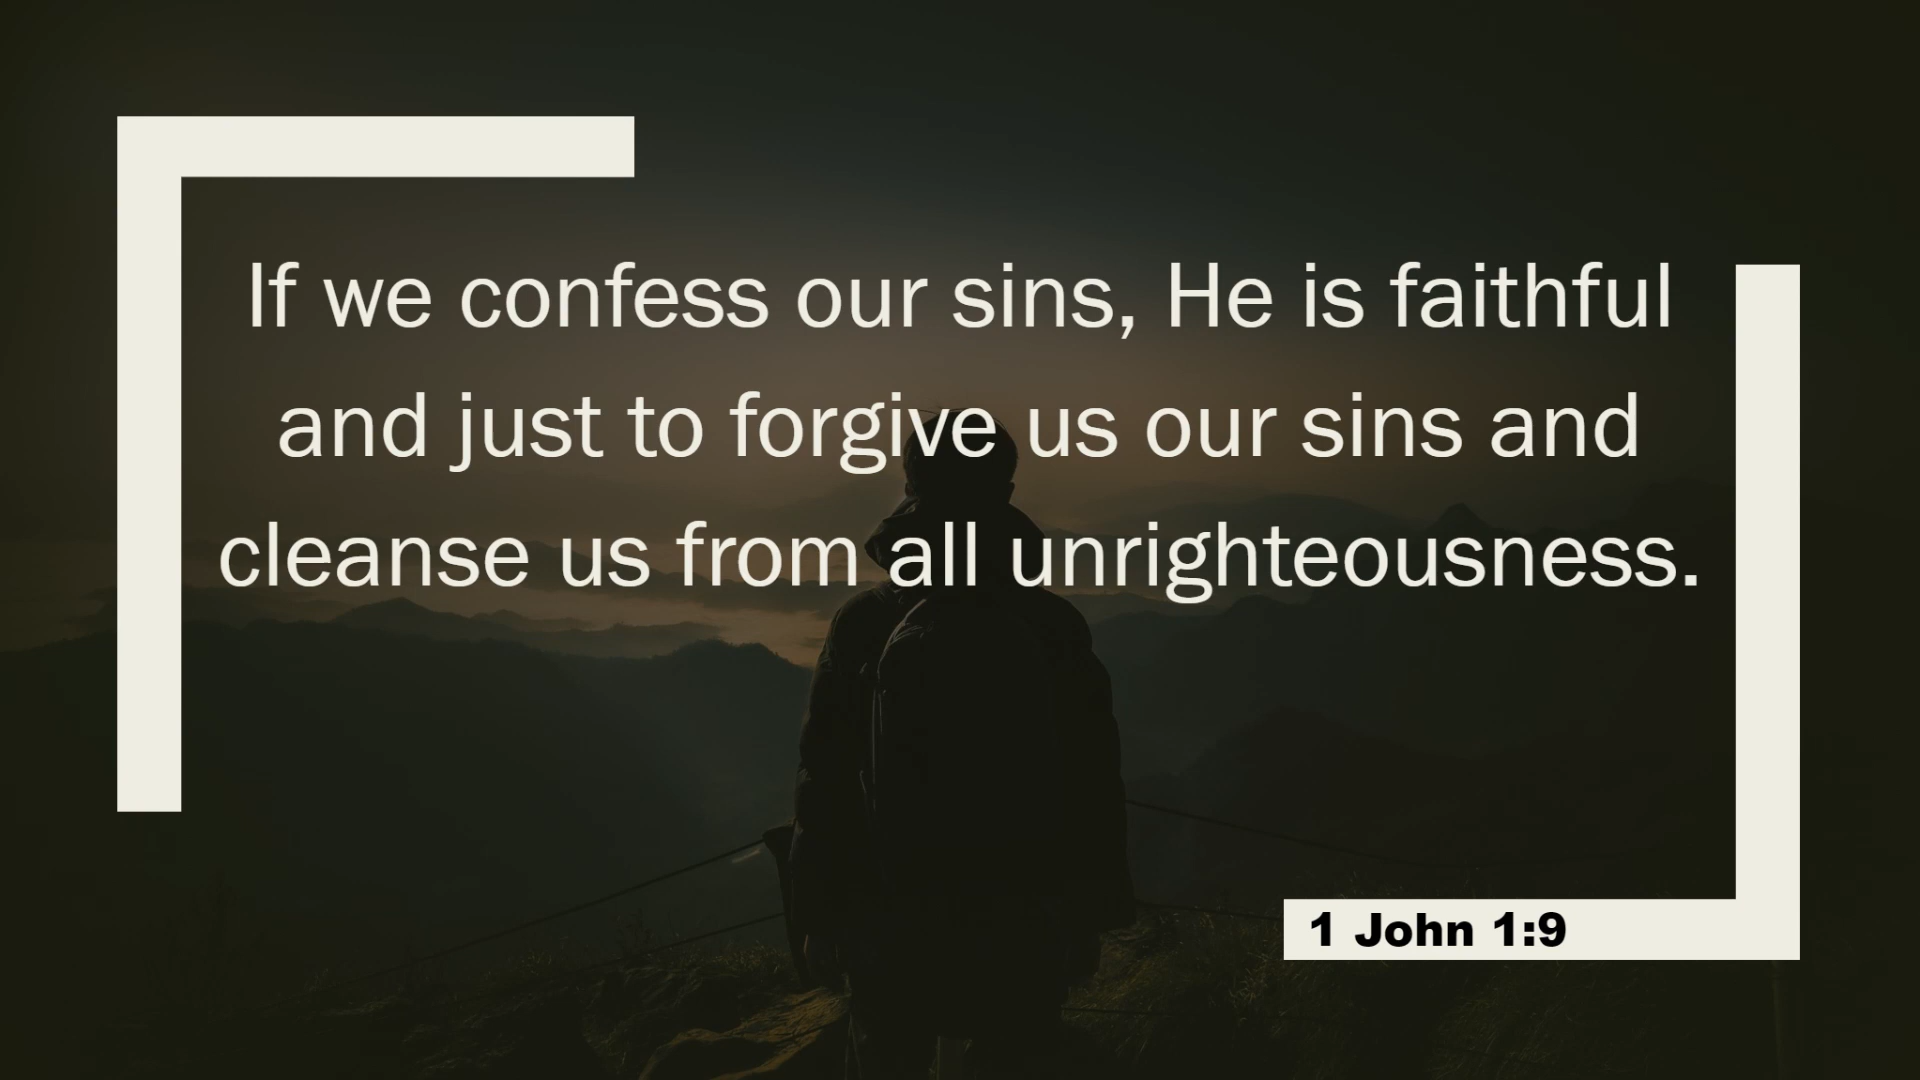 If we confess our sins, He is faithful
and just to forgive us our sins and
cleanse us from all unrighteousness.
1 John 1:9